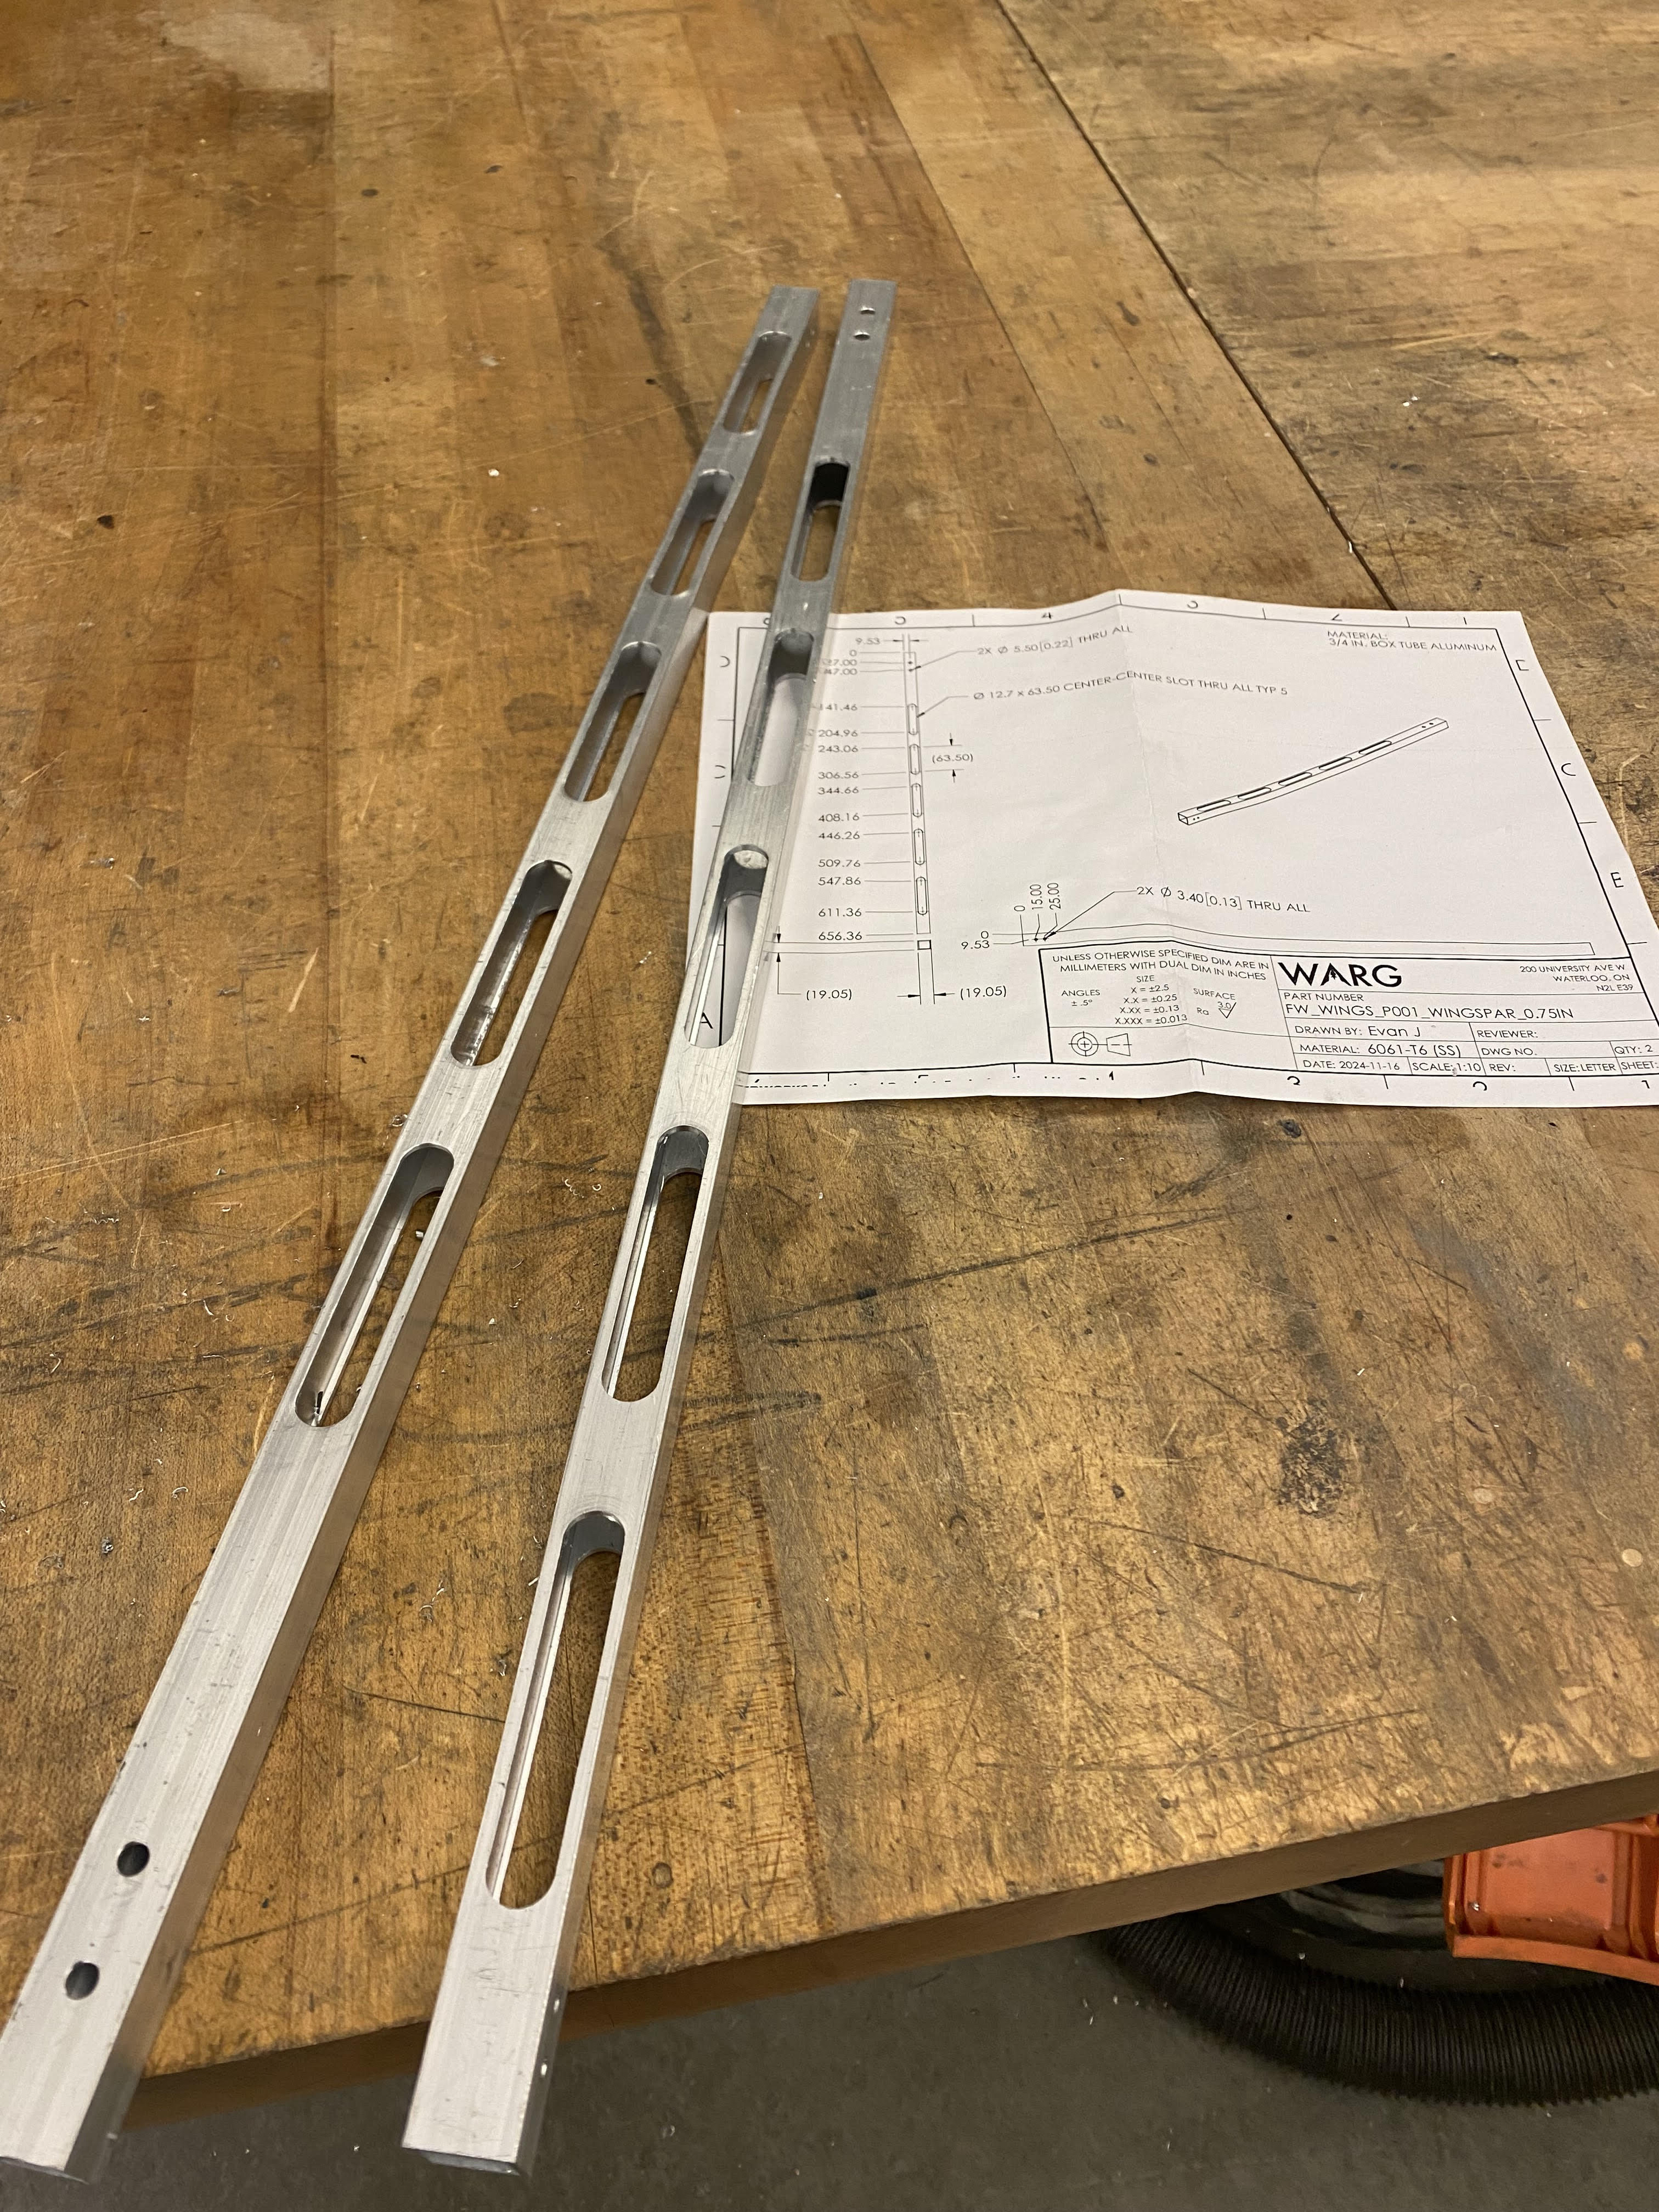 4
3
2
1
9.53
0
27.00
47.00
2X Ø 5.50[0.22] THRU ALL
MATERIAL:
3/4 IN. BOX TUBE ALUMINUM
Ø 12.7 x 63.50 CENTER-CENTER SLOT THRU ALL TYP 5
141.46
204.96
243.06
(63.50)
306.56
344.66
408.16
446.26
509.76
547.86
611.36
656.36
C
0
15.00
25.00
2X Ø 3.40[0.13] THRU ALL
0
9.53
(19.05)
(19.05)
A
UNLESS OTHERWISE SPECIFIED DIM ARE IN
MILLIMETERS WITH DUAL DIM IN INCHES
SIZE
ANGLES
± .5°
X = ±2.5
X.X = ±0.25
X.XX = ±0.13
X.XXX = ±0.013
SURFACE
Ra 3.0
WARG
200 UNIVERSITY AVE W
WATERLOO, ON
N2L E39
PART NUMBER
FW_WINGS_P001_WINGSPAR_0.75IN
DRAWN BY: Evan J
REVIEWER:
MATERIAL: 6061-T6 (SS)
DWG NO.
QTY: 2
DATE: 2024-11-16
SCALE: 1:10
REV:
SIZE: LETTER
SHEET: